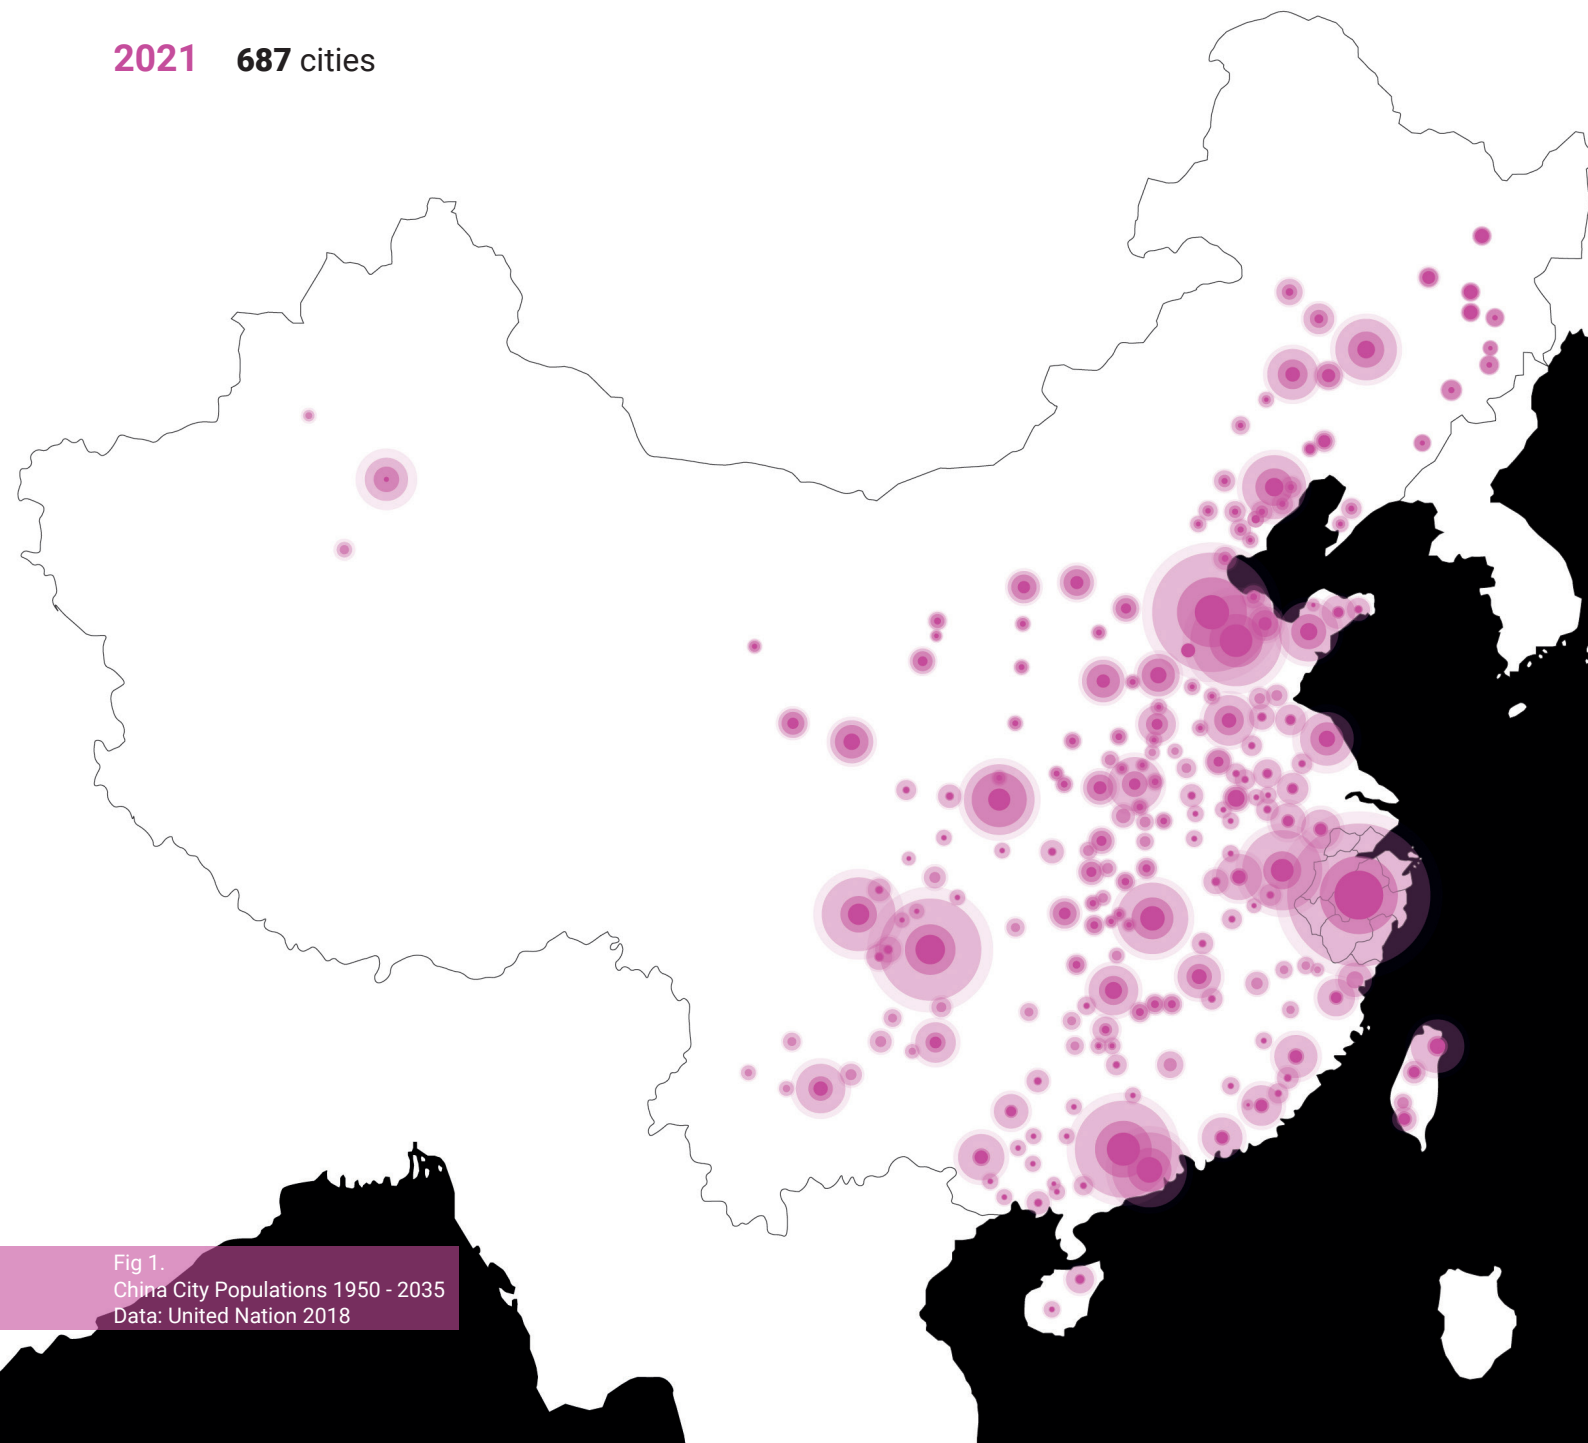 2021 687 cities
Fig 1.
China City Populations 1950 - 2035
Data: United Nation 2018